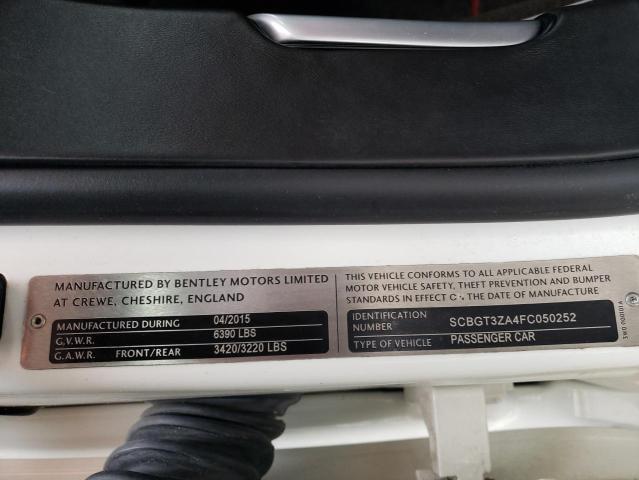 MANUFACTURED BY BENTLEY MOTORS LIMITED
AT CREWE, CHESHIRE, ENGLAND
MANUFACTURED DURING 04/2015
G.V.W.R. 6390 LBS
G.A.W.R. FRONT/REAR 3420/3220 LBS
THIS VEHICLE CONFORMS TO ALL APPLICABLE FEDERAL
MOTOR VEHICLE SAFETY, THEFT PREVENTION AND BUMPER
STANDARDS IN EFFECT THE DATE OF MANUFACTURE
IDENTIFICATION
NUMBER SCBGT3ZA4FC050252
TYPE OF VEHICLE PASSENGER CAR